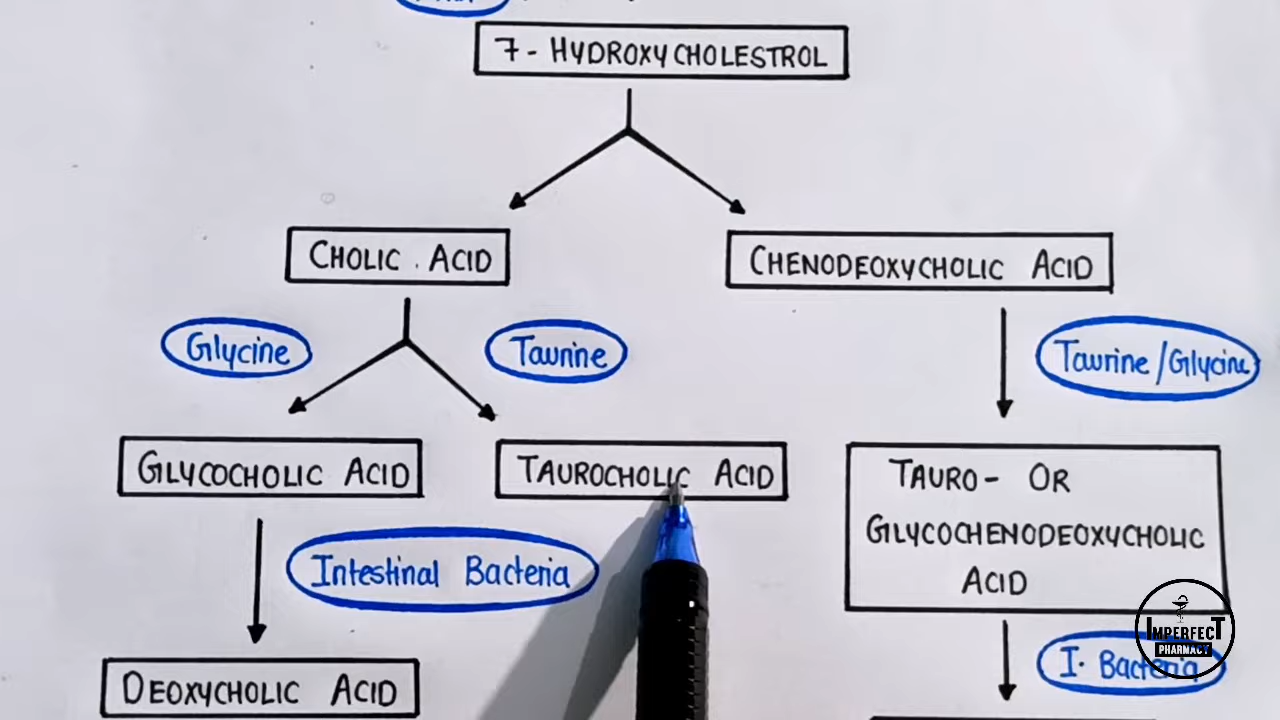 7- HYDROXYCHOLESTROL
CHOLIC . ACID
CHENODEOXYCHOLIC ACID
Glycine
Taurine
Taurine/Glycine
GLYCOCHOLIC ACID
TAUROCHOLIC ACID
TAURO- OR
GLYCOCHENODEOXYCHOLIC
ACID
Intestinal Bacteria
I. Bacteria
IMPERFECT
PHARMACY
DEOXYCHOLIC ACID